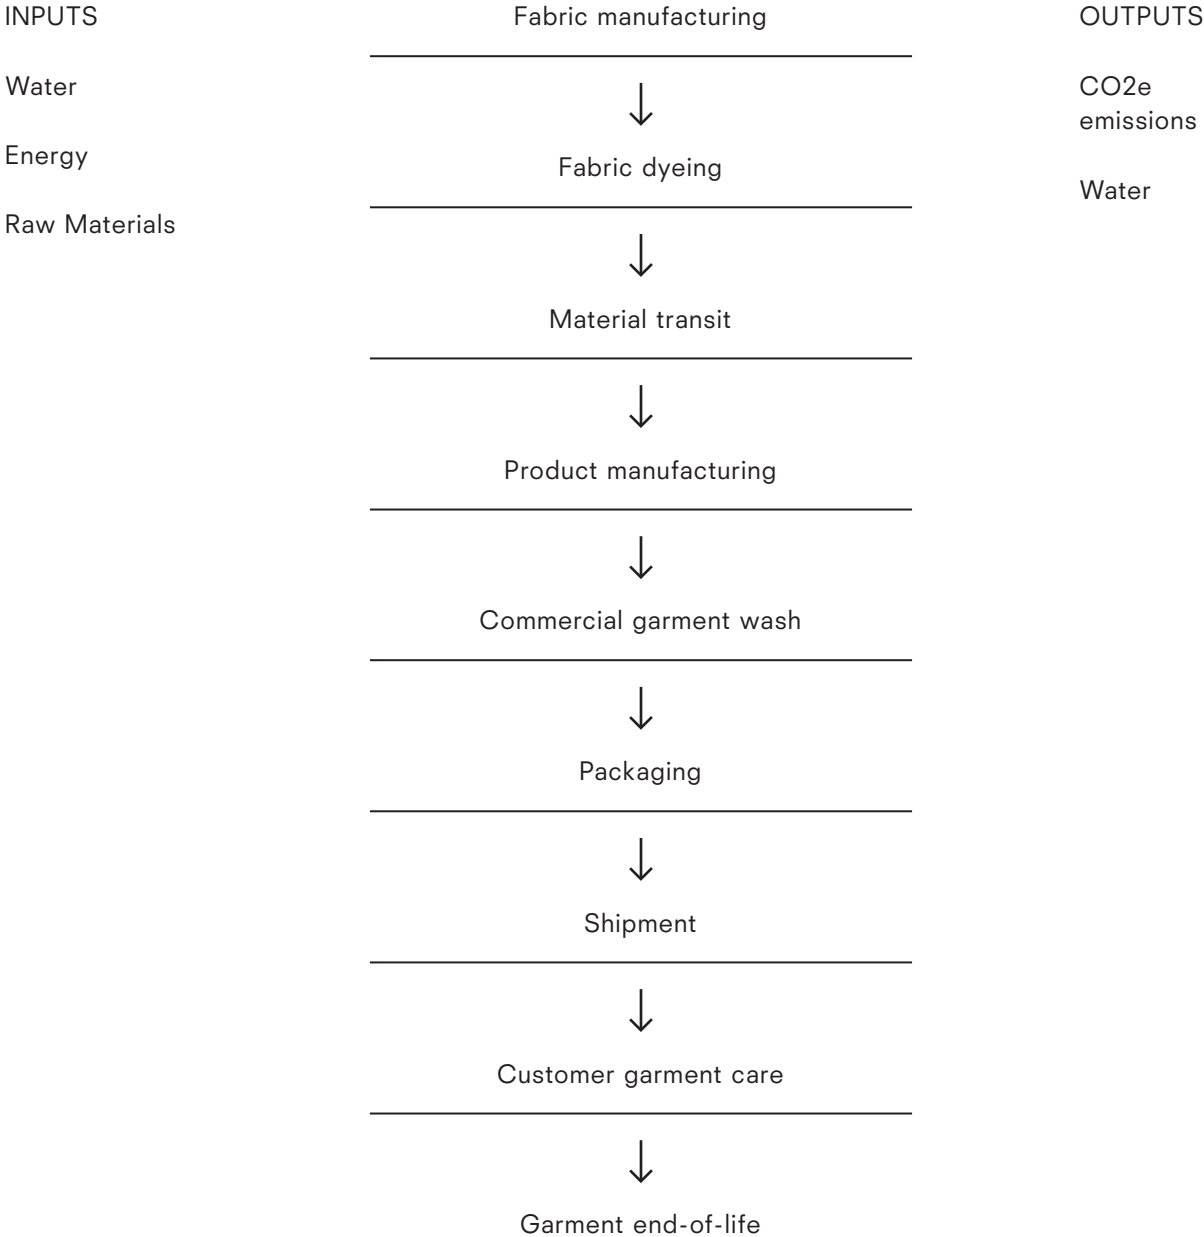 INPUTS
Water
Energy
Raw Materials
Fabric manufacturing
Fabric dyeing
Material transit
Product manufacturing
Commercial garment wash
Packaging
Shipment
Customer garment care
Garment end-of-life
OUTPUTS
CO2e
emissions
Water